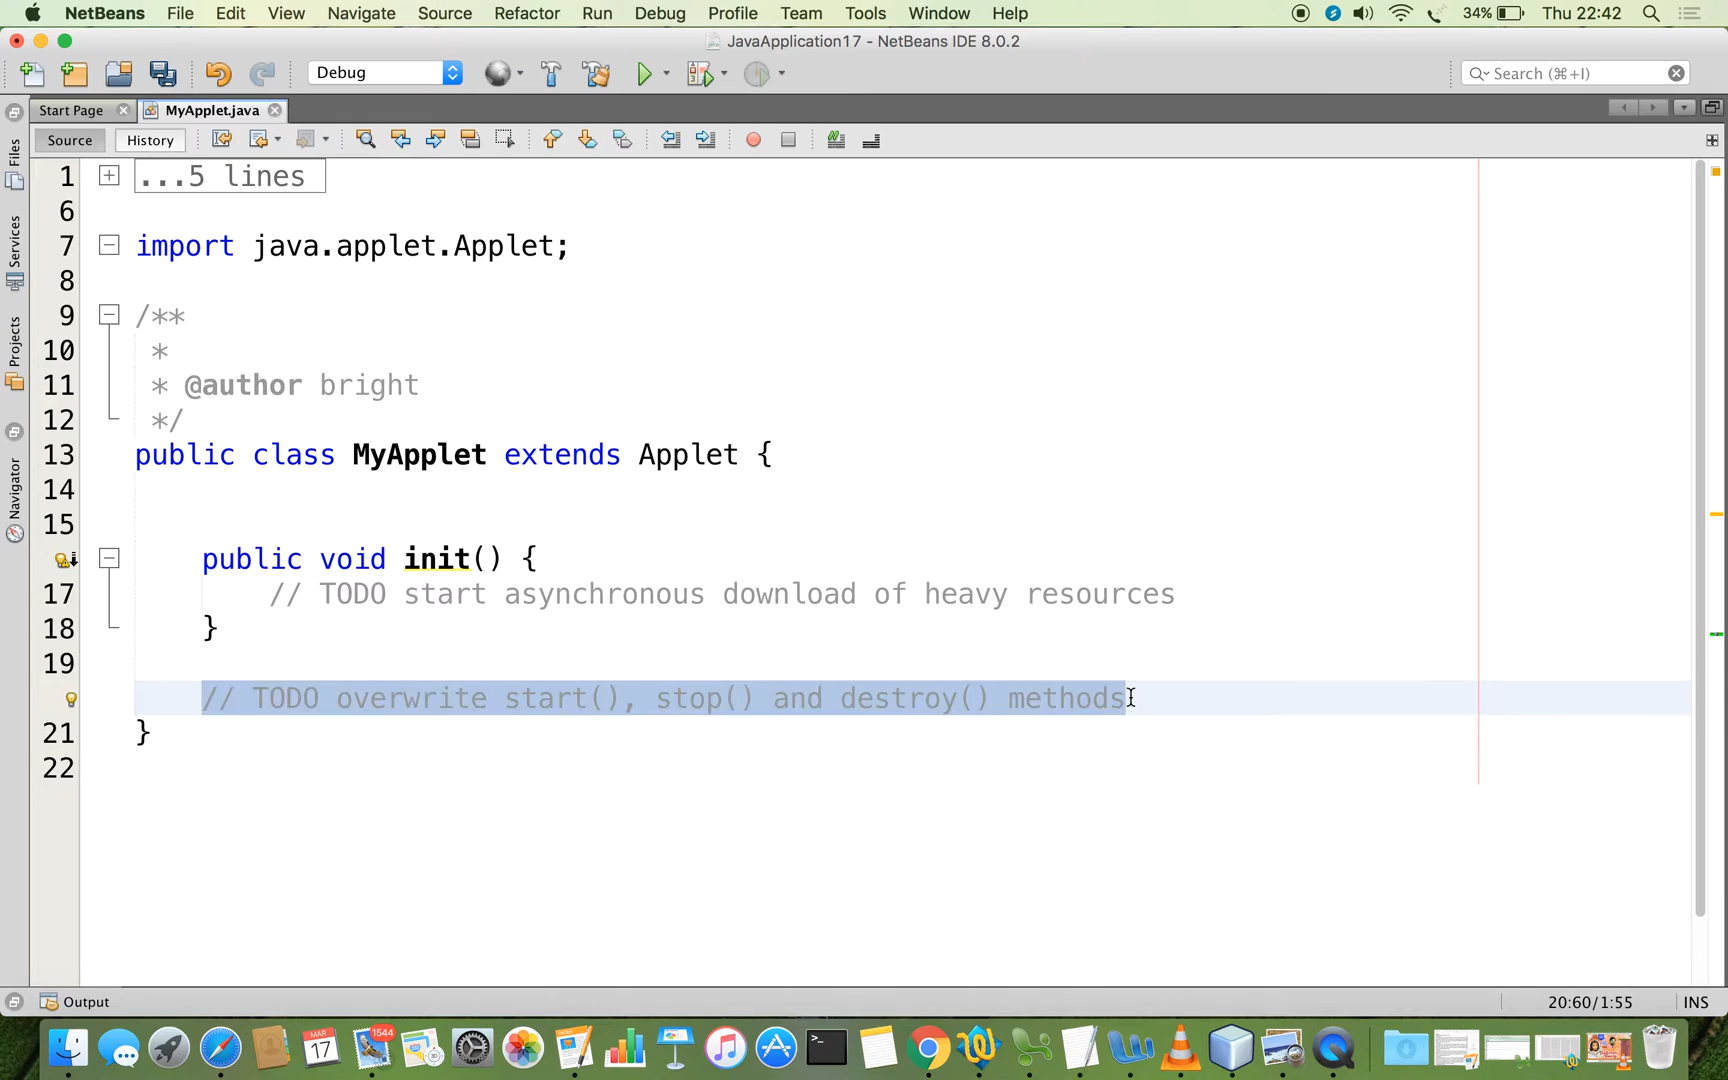 NetBeans File Edit View Navigate Source Refactor Run Debug Profile Team Tools Window Help 34% Thu 22:42
JavaApplication17 - NetBeans IDE 8.0.2
Debug Search (⌘+I)
Start Page MyApplet.java
Source History
Files
Services
Projects
Navigator
1 ...5 lines
6
7 import java.applet.Applet;
8
9 /**
10 *
11 * @author bright
12 */
13 public class MyApplet extends Applet {
14
15
public void init() {
17 // TODO start asynchronous download of heavy resources
18 }
19
// TODO overwrite start(), stop() and destroy() methods
21 }
22
Output 20:60/1:55 INS
MAR
17
1544